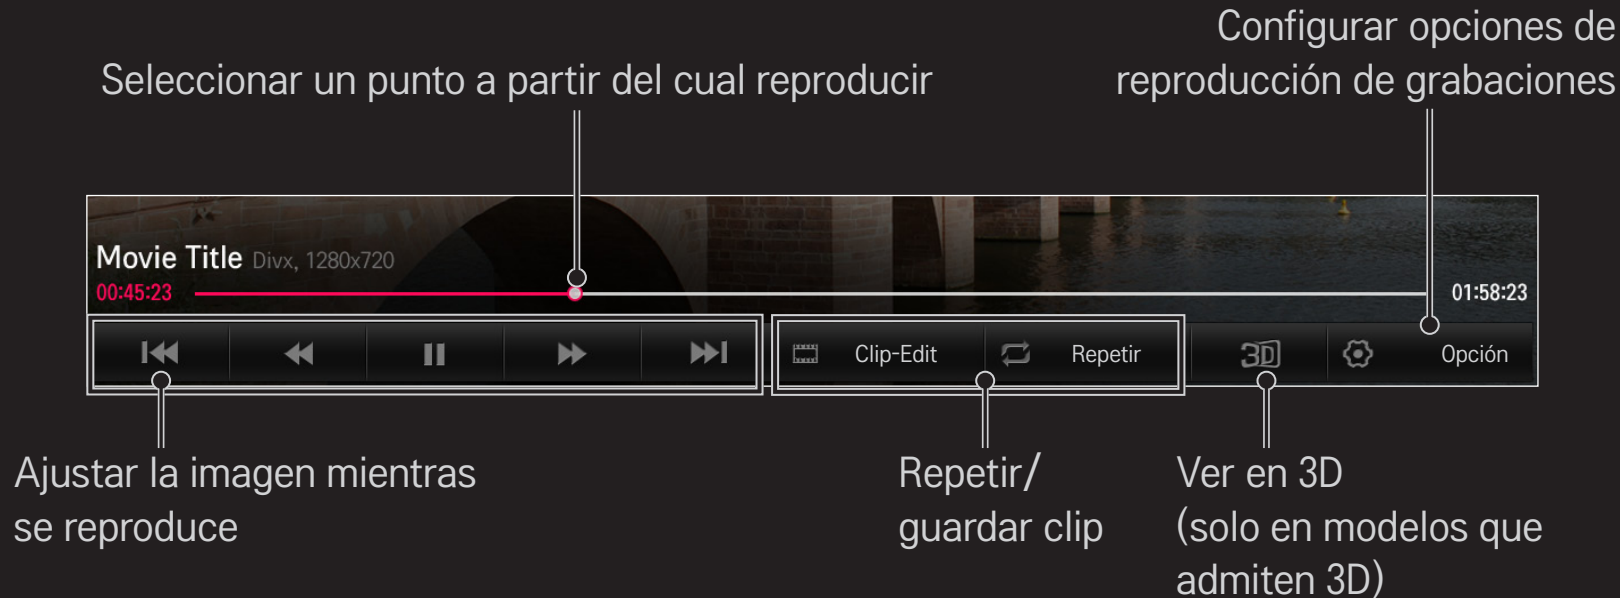 Configurar opciones de
reproducción de grabaciones
Seleccionar un punto a partir del cual reproducir
Movie Title Divx, 1280x720
00:45:23 01:58:23
Clip-Edit Repetir 3D Opción
Ajustar la imagen mientras
se reproduce
Repetir/
guardar clip
Ver en 3D
(solo en modelos que
admiten 3D)